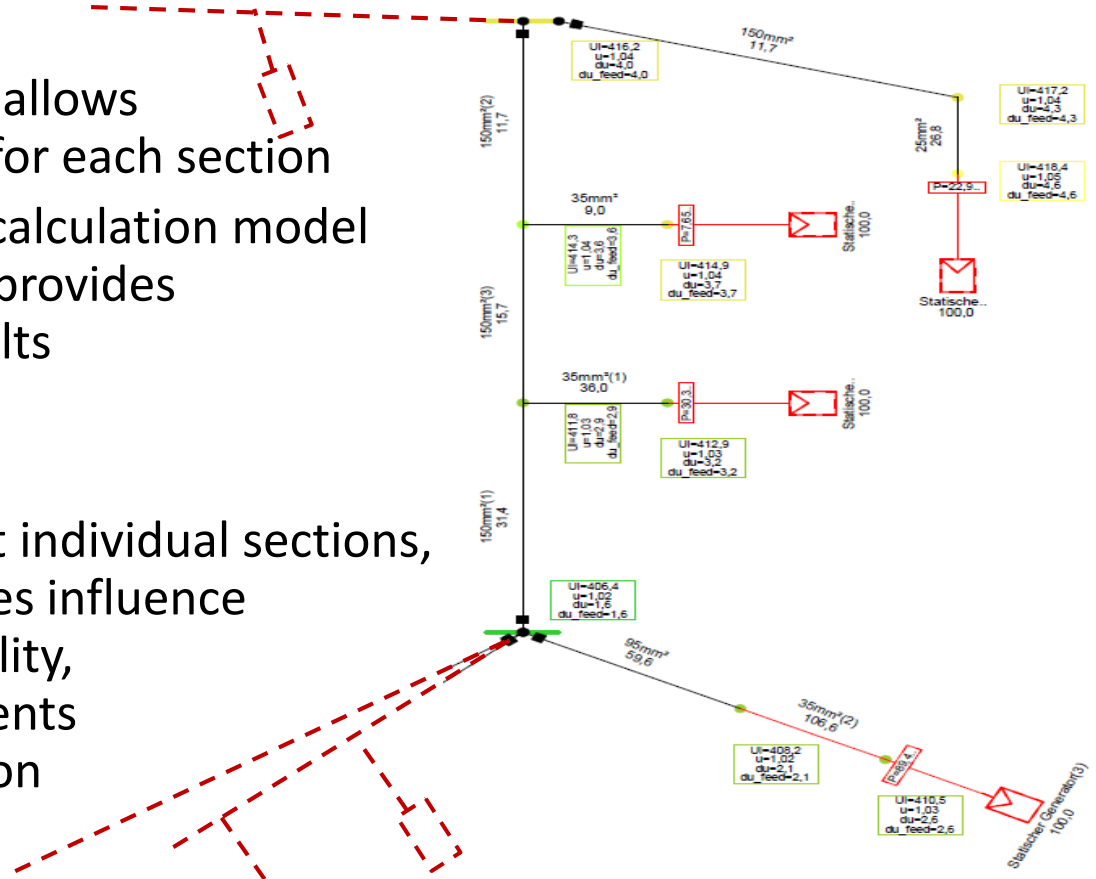 allows
for each section
calculation model
provides
lts
t individual sections,
es influence
lity,
ents
on
Ul=416,2
u=1,04
du=4,0
du_feed=4,0
150mm²
11,7
Ul=417,2
u=1,04
du=4,3
du_feed=4,3
25mm²
26,8
Ul=418,4
u=1,05
du=4,6
du_feed=4,6
P=22,9..
Statische..
100,0
150mm²(2)
11,7
35mm²
9,0
Ul=414,3
u=1,04
du=3,6
du_feed=3,6
P=7,65..
Statische..
100,0
Ul=414,9
u=1,04
du=3,7
du_feed=3,7
150mm²(3)
15,7
35mm²(1)
36,0
Ul=411,8
u=1,03
du=2,9
du_feed=2,9
P=30,3..
Statische..
100,0
Ul=412,9
u=1,03
du=3,2
du_feed=3,2
150mm²(1)
31,4
Ul=406,4
u=1,02
du=1,6
du_feed=1,6
95mm²
59,6
35mm²(2)
106,6
Ul=408,2
u=1,02
du=2,1
du_feed=2,1
P=89,4..
Ul=410,5
u=1,03
du=2,6
du_feed=2,6
Statischer Generator(3)
100,0